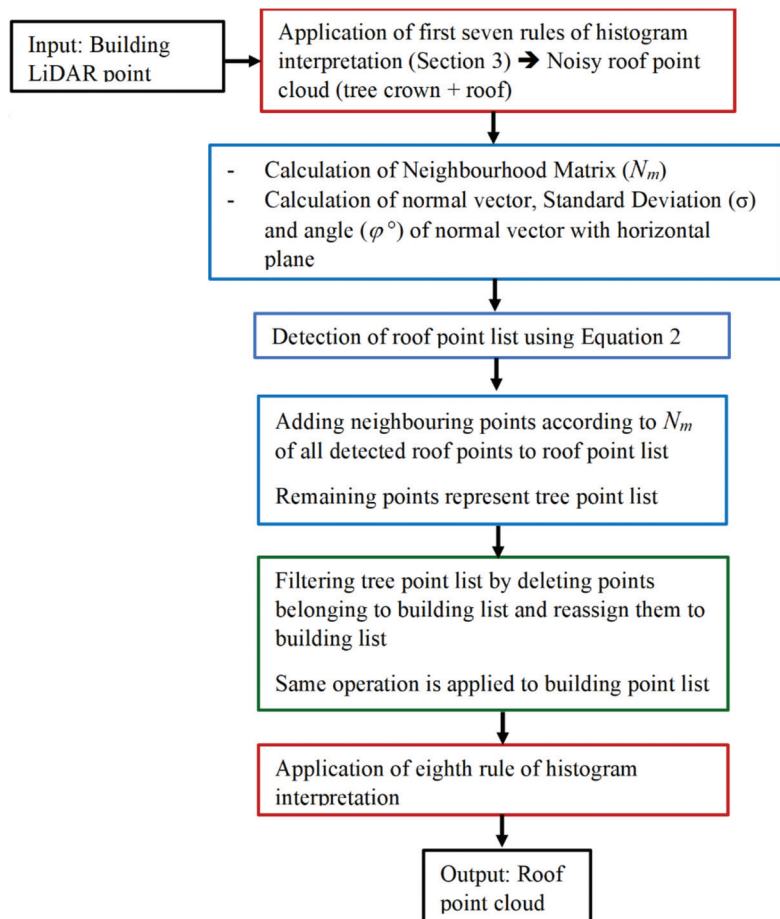 Input: Building
LiDAR point
Application of first seven rules of histogram
interpretation (Section 3) ➔ Noisy roof point
cloud (tree crown + roof)
- Calculation of Neighbourhood Matrix (Nm)
- Calculation of normal vector, Standard Deviation (σ)
and angle (φ°) of normal vector with horizontal
plane
Detection of roof point list using Equation 2
Adding neighbouring points according to Nm
of all detected roof points to roof point list
Remaining points represent tree point list
Filtering tree point list by deleting points
belonging to building list and reassign them to
building list
Same operation is applied to building point list
Application of eighth rule of histogram
interpretation
Output: Roof
point cloud